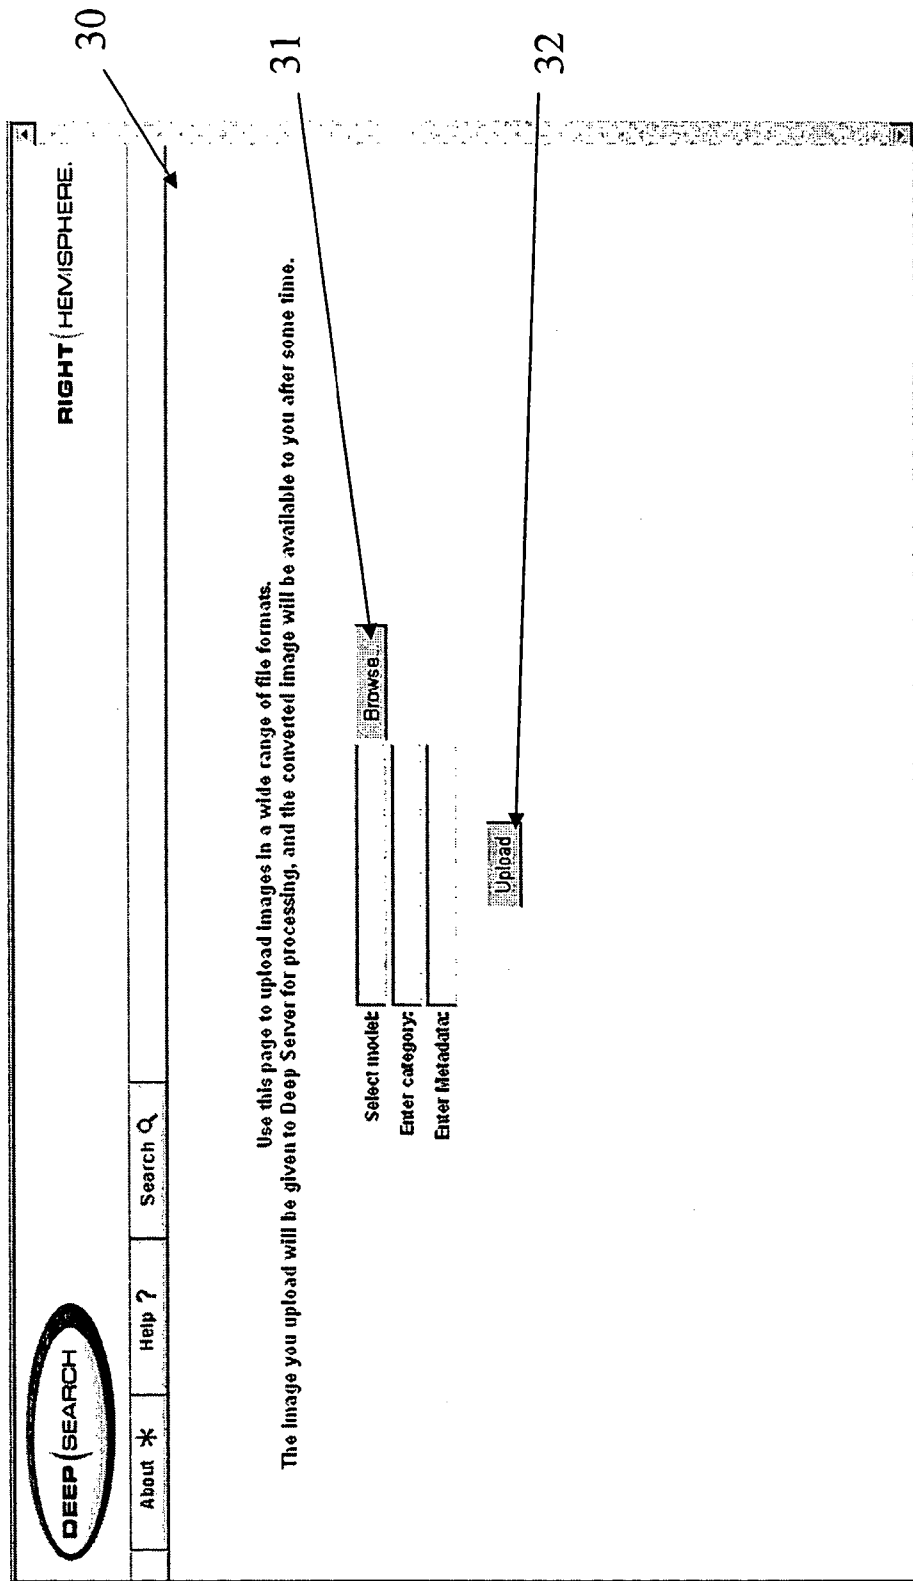 DEEP(SEARCH
RIGHT(HEMISPHERE.
About * Help ? Search
Use this page to upload images in a wide range of file formats.
The image you upload will be given to Deep Server for processing, and the converted image will be available to you after some time.
Select model:
Browse...
Enter category:
Enter Metadata:
Upload
30
31
32